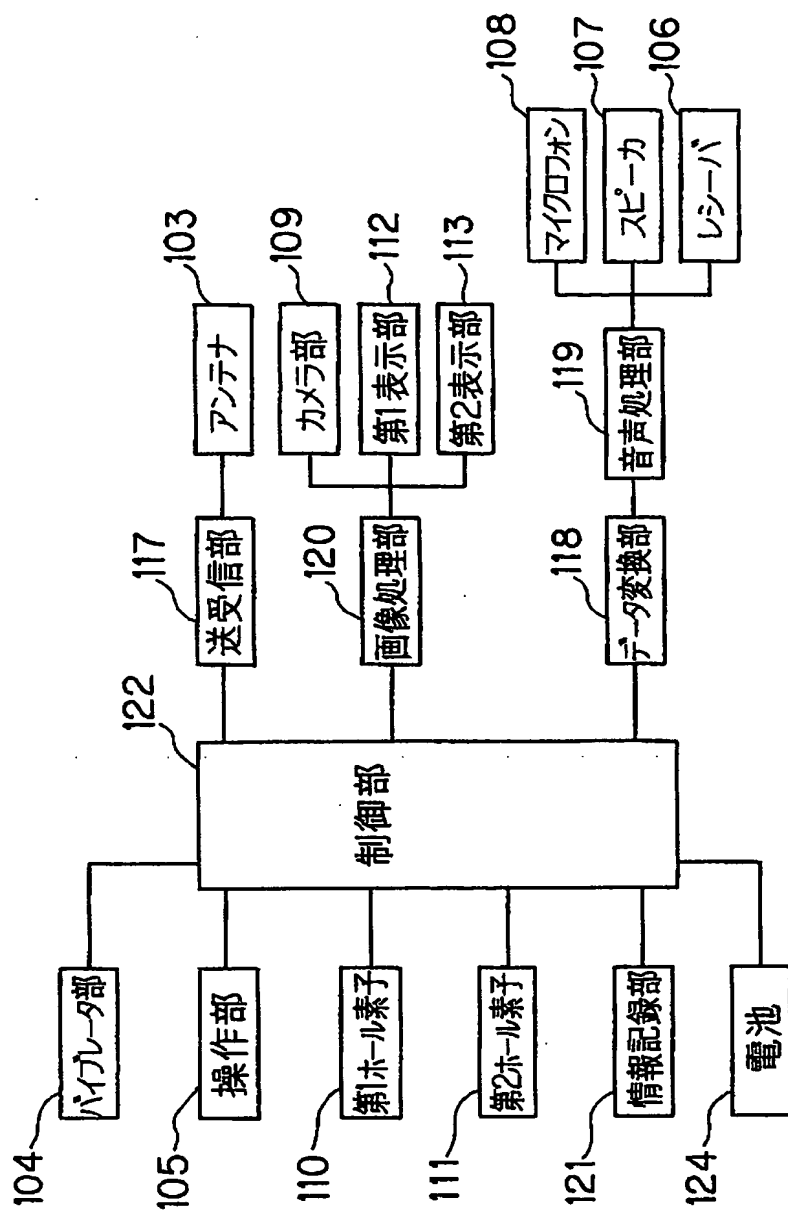 104
バイブレータ部
105
操作部
110
第1ホール素子
111
第2ホール素子
121
情報記録部
124
電池
122
制御部
117
送受信部
103
アンテナ
120
画像処理部
109
カメラ部
112
第1表示部
113
第2表示部
118
データ変換部
119
音声処理部
108
マイクロフォン
107
スピーカ
106
レシーバ